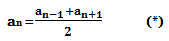 aₙ = (aₙ₋₁ + aₙ₊₁)/2 (*)